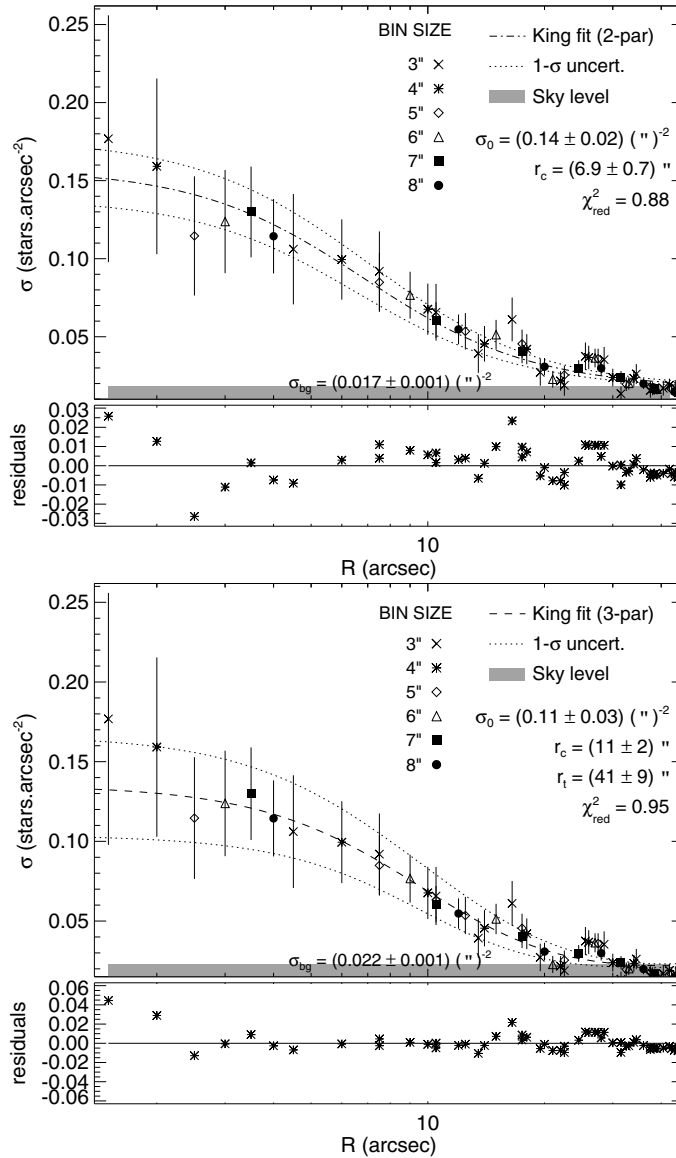 0.25
0.20
0.15
0.10
0.05
σ (stars.arcsec⁻²)
BIN SIZE
3"
4"
5"
6"
7"
8"
King fit (2-par)
1-σ uncert.
Sky level
σ₀ = (0.14 ± 0.02) (")⁻²
r_c = (6.9 ± 0.7) "
χ²_red = 0.88
σ_bg = (0.017 ± 0.001) (")⁻²
0.03
0.02
0.01
0.00
-0.01
-0.02
-0.03
residuals
10
R (arcsec)
0.25
0.20
0.15
0.10
0.05
σ (stars.arcsec⁻²)
BIN SIZE
3"
4"
5"
6"
7"
8"
King fit (3-par)
1-σ uncert.
Sky level
σ₀ = (0.11 ± 0.03) (")⁻²
r_c = (11 ± 2) "
r_t = (41 ± 9) "
χ²_red = 0.95
σ_bg = (0.022 ± 0.001) (")⁻²
0.06
0.04
0.02
0.00
-0.02
-0.04
-0.06
residuals
10
R (arcsec)